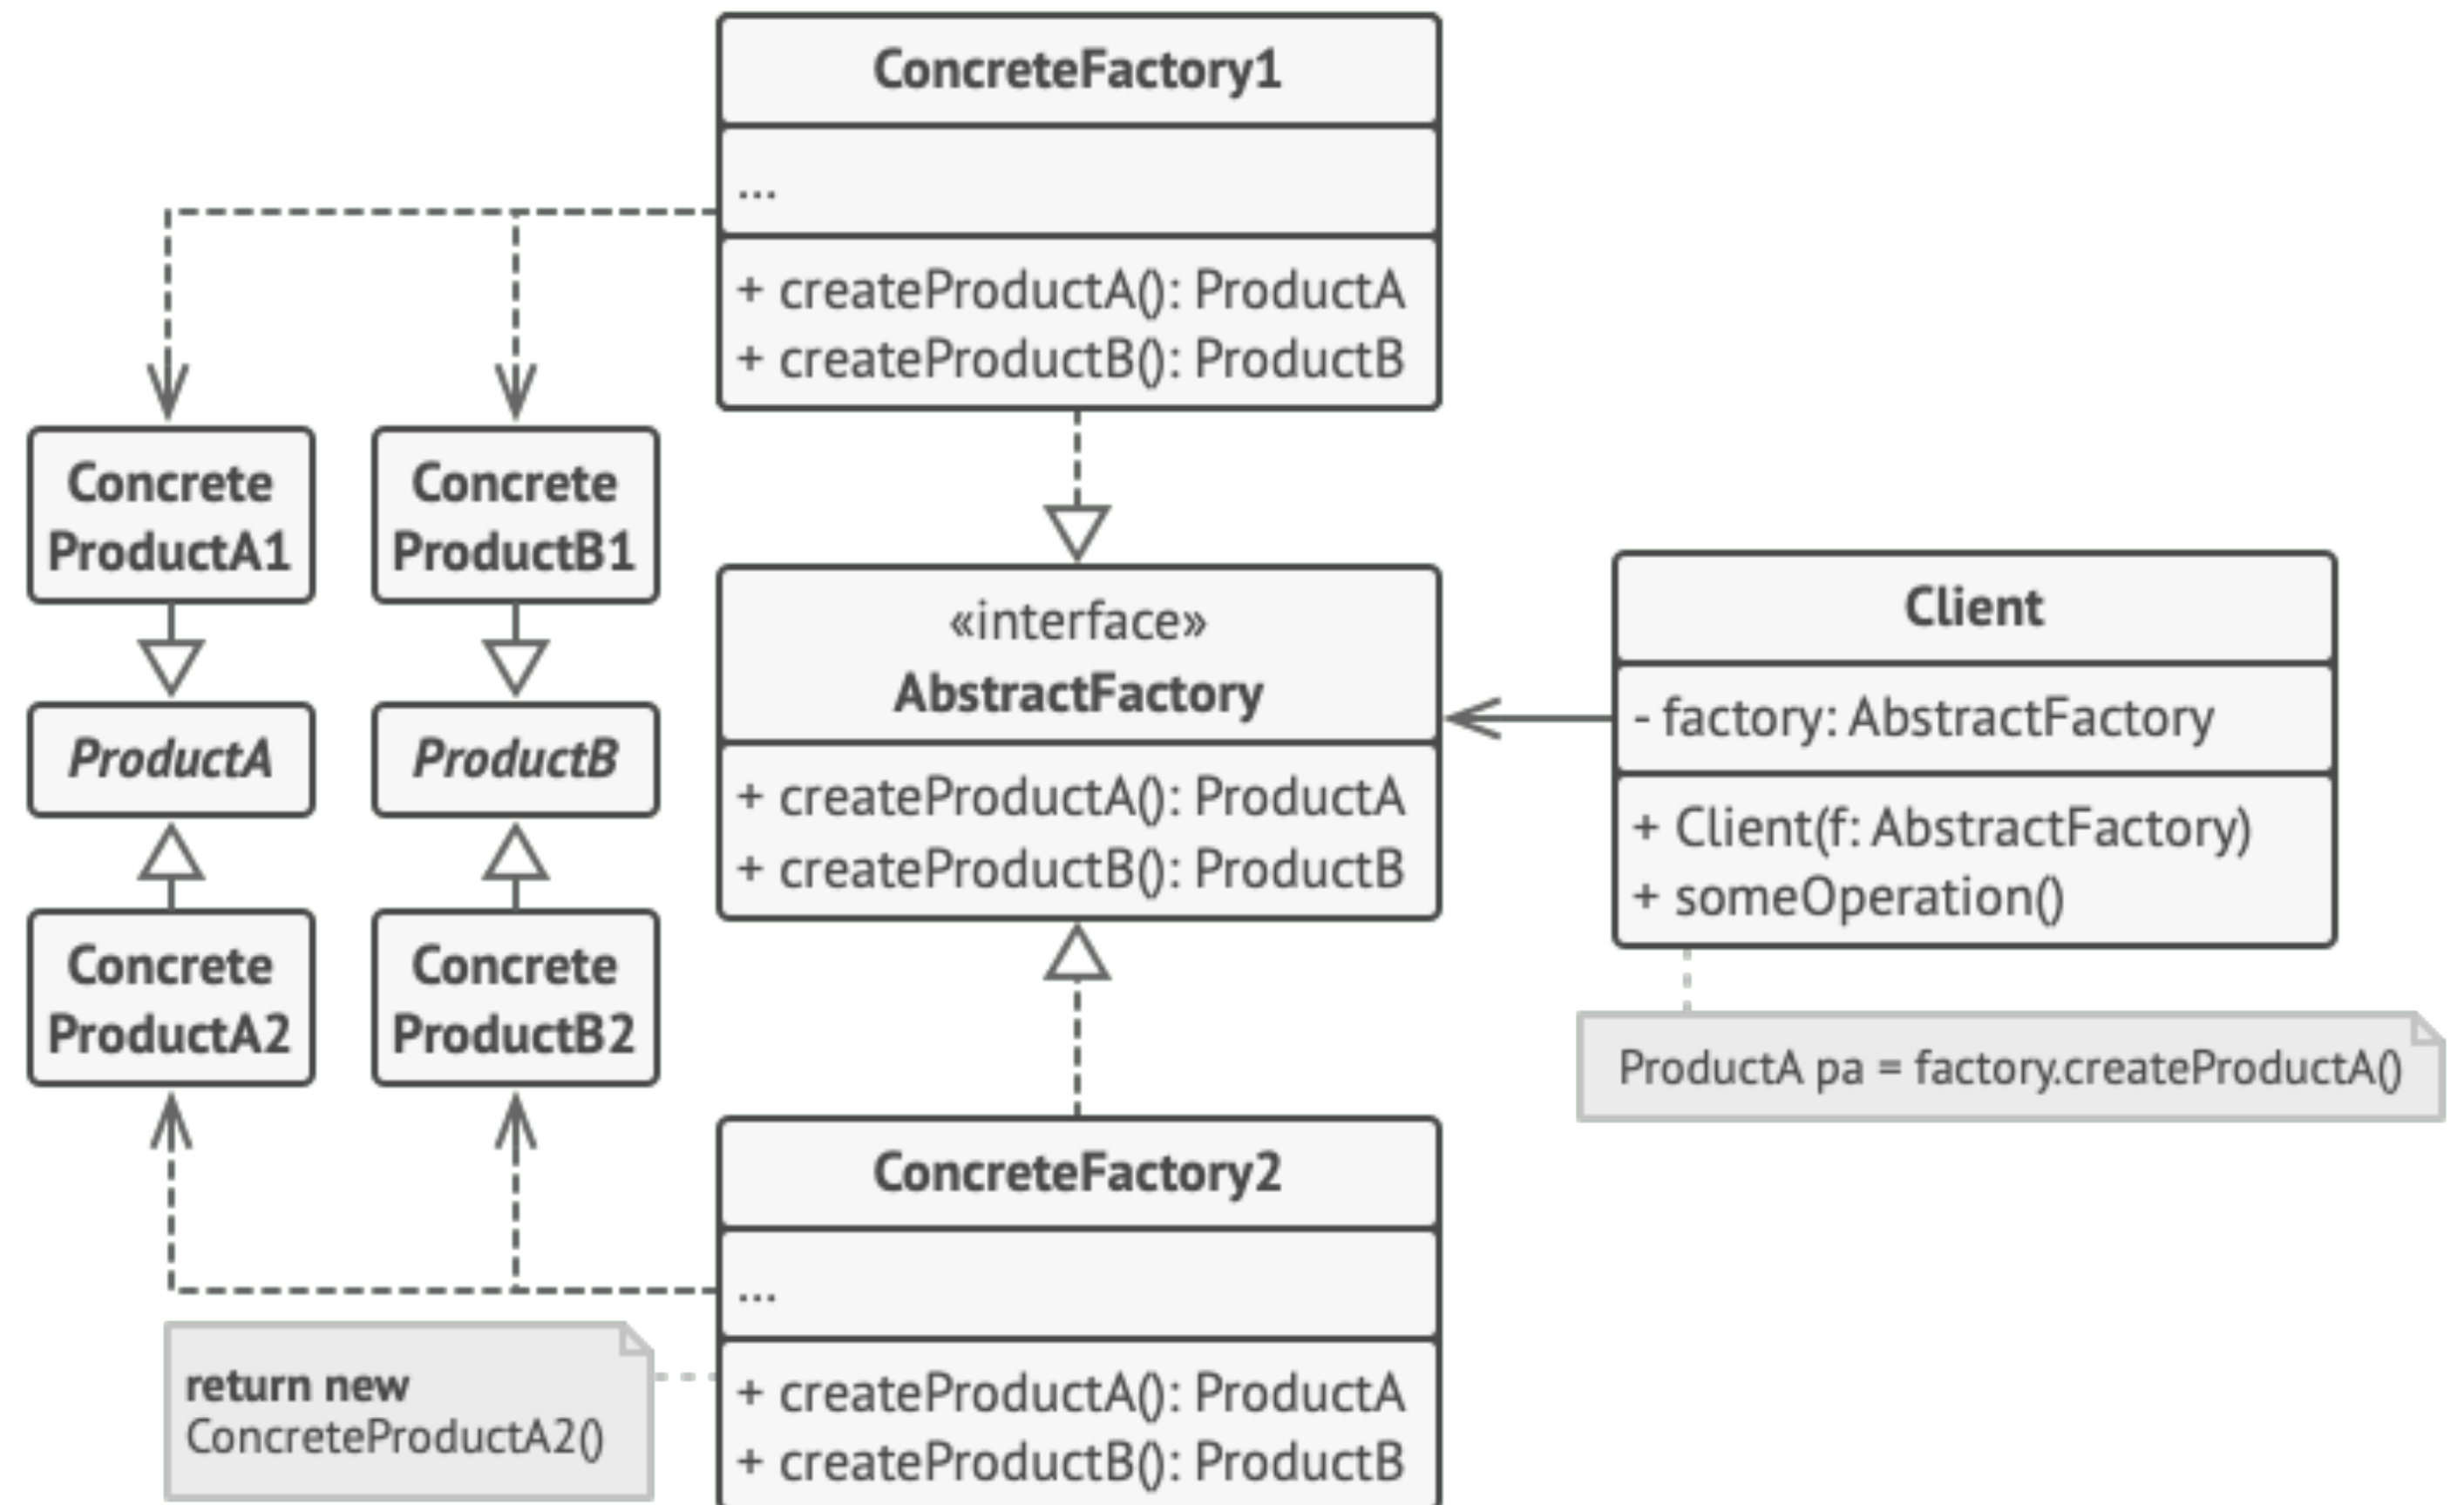 ConcreteFactory1
...
+ createProductA(): ProductA
+ createProductB(): ProductB
Concrete
ProductA1
Concrete
ProductB1
ProductA
ProductB
Concrete
ProductA2
Concrete
ProductB2
«interface»
AbstractFactory
+ createProductA(): ProductA
+ createProductB(): ProductB
Client
- factory: AbstractFactory
+ Client(f: AbstractFactory)
+ someOperation()
ProductA pa = factory.createProductA()
ConcreteFactory2
...
+ createProductA(): ProductA
+ createProductB(): ProductB
return new
ConcreteProductA2()